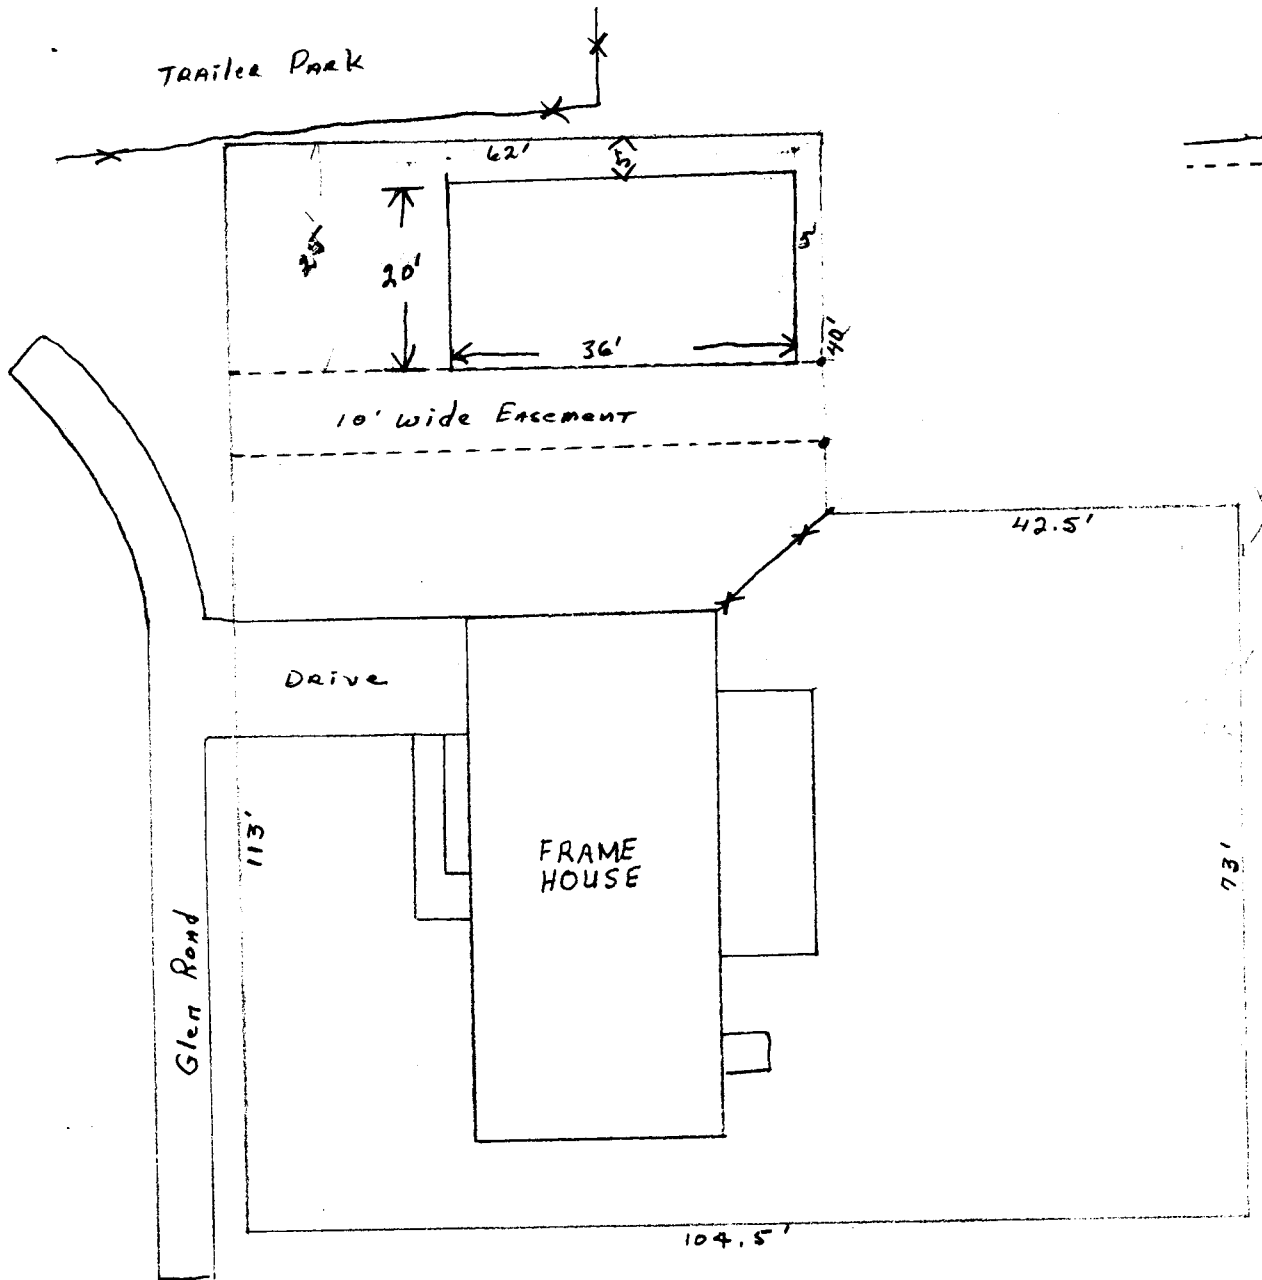 TRAiler PARK
62'
5'
20'
5'
36'
40'
10' wide EAsement
42.5'
Drive
113'
FRAME
HOUSE
73'
Glen ROAD
104.5'